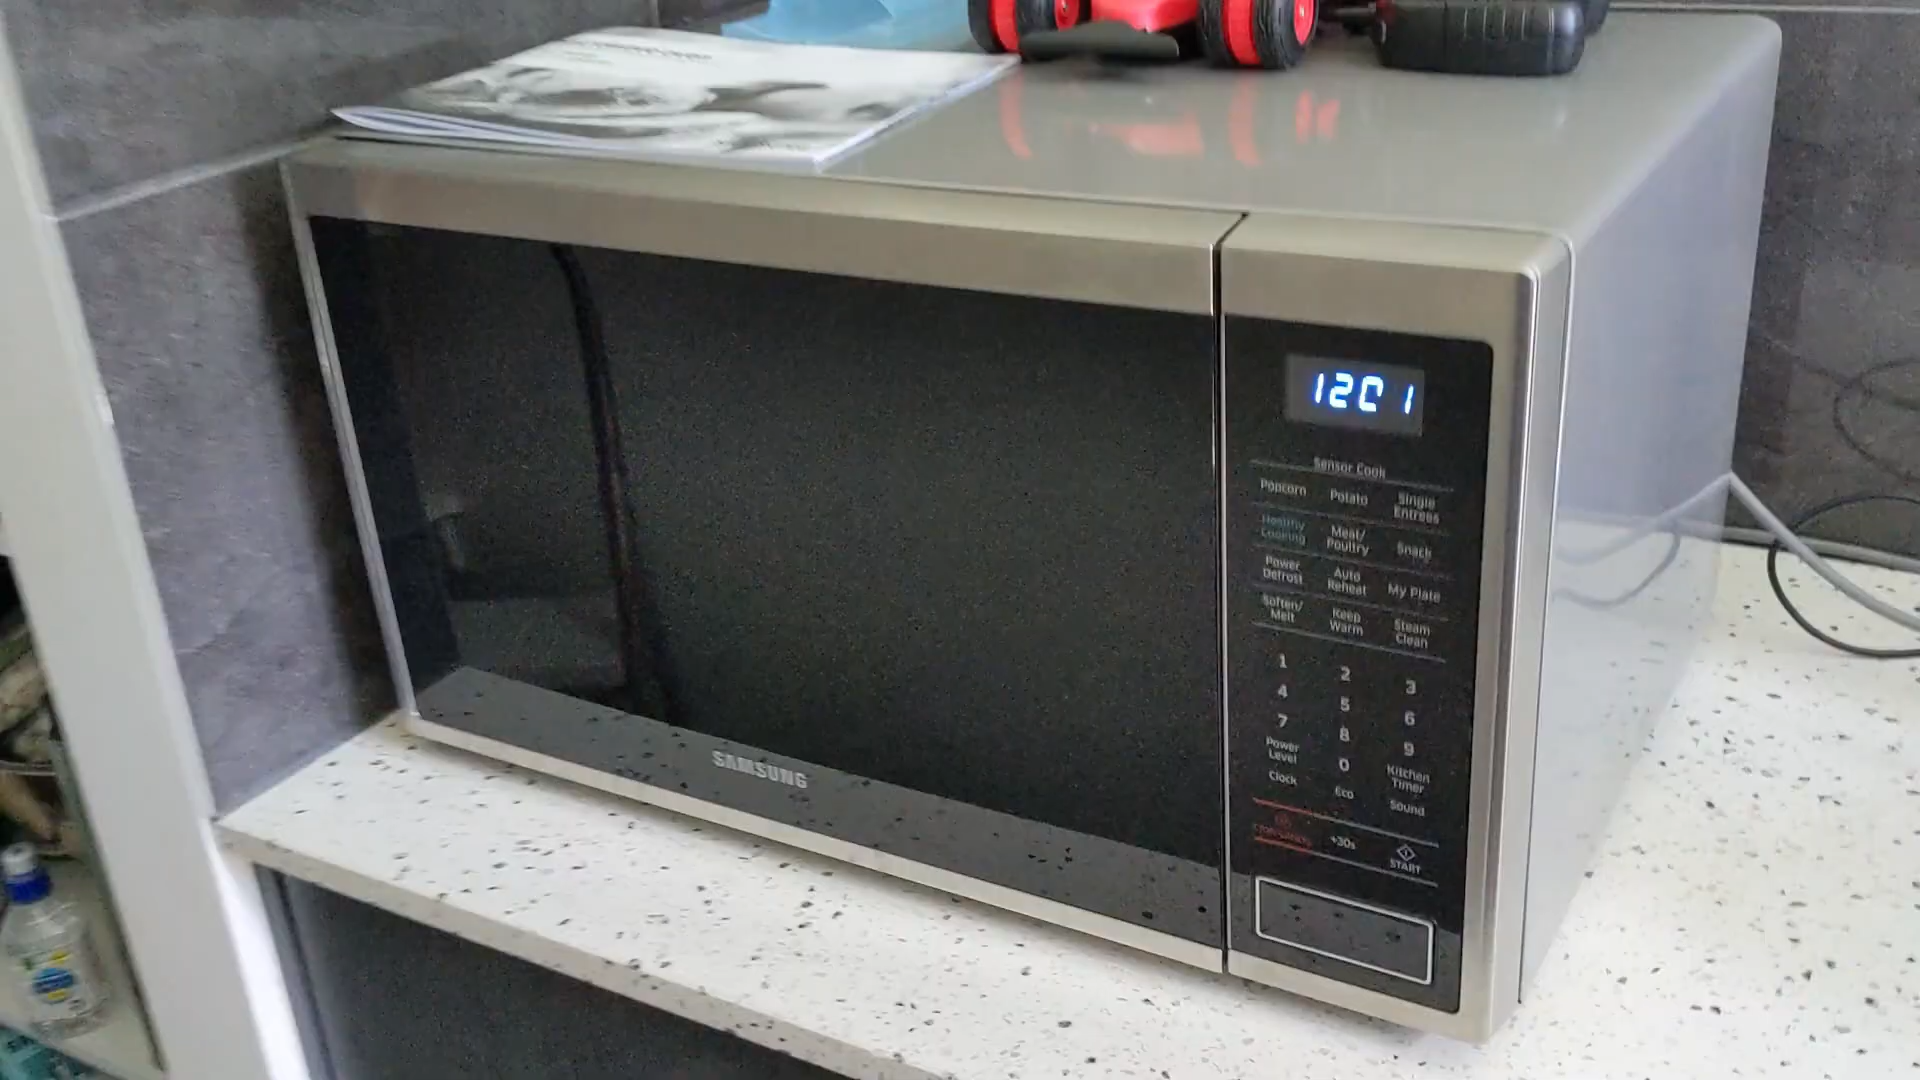 1201
Sensor Cook
Popcorn
Potato
Single
Entrees
Healthy
Cooking
Meat/
Poultry
Snack
Power
Defrost
Auto
Reheat
My Plate
Soften/
Melt
Keep
Warm
Steam
Clean
1
2
3
4
5
6
7
8
9
Power
Level
0
Kitchen
Timer
Clock
Eco
Sound
+30s
START
SAMSUNG